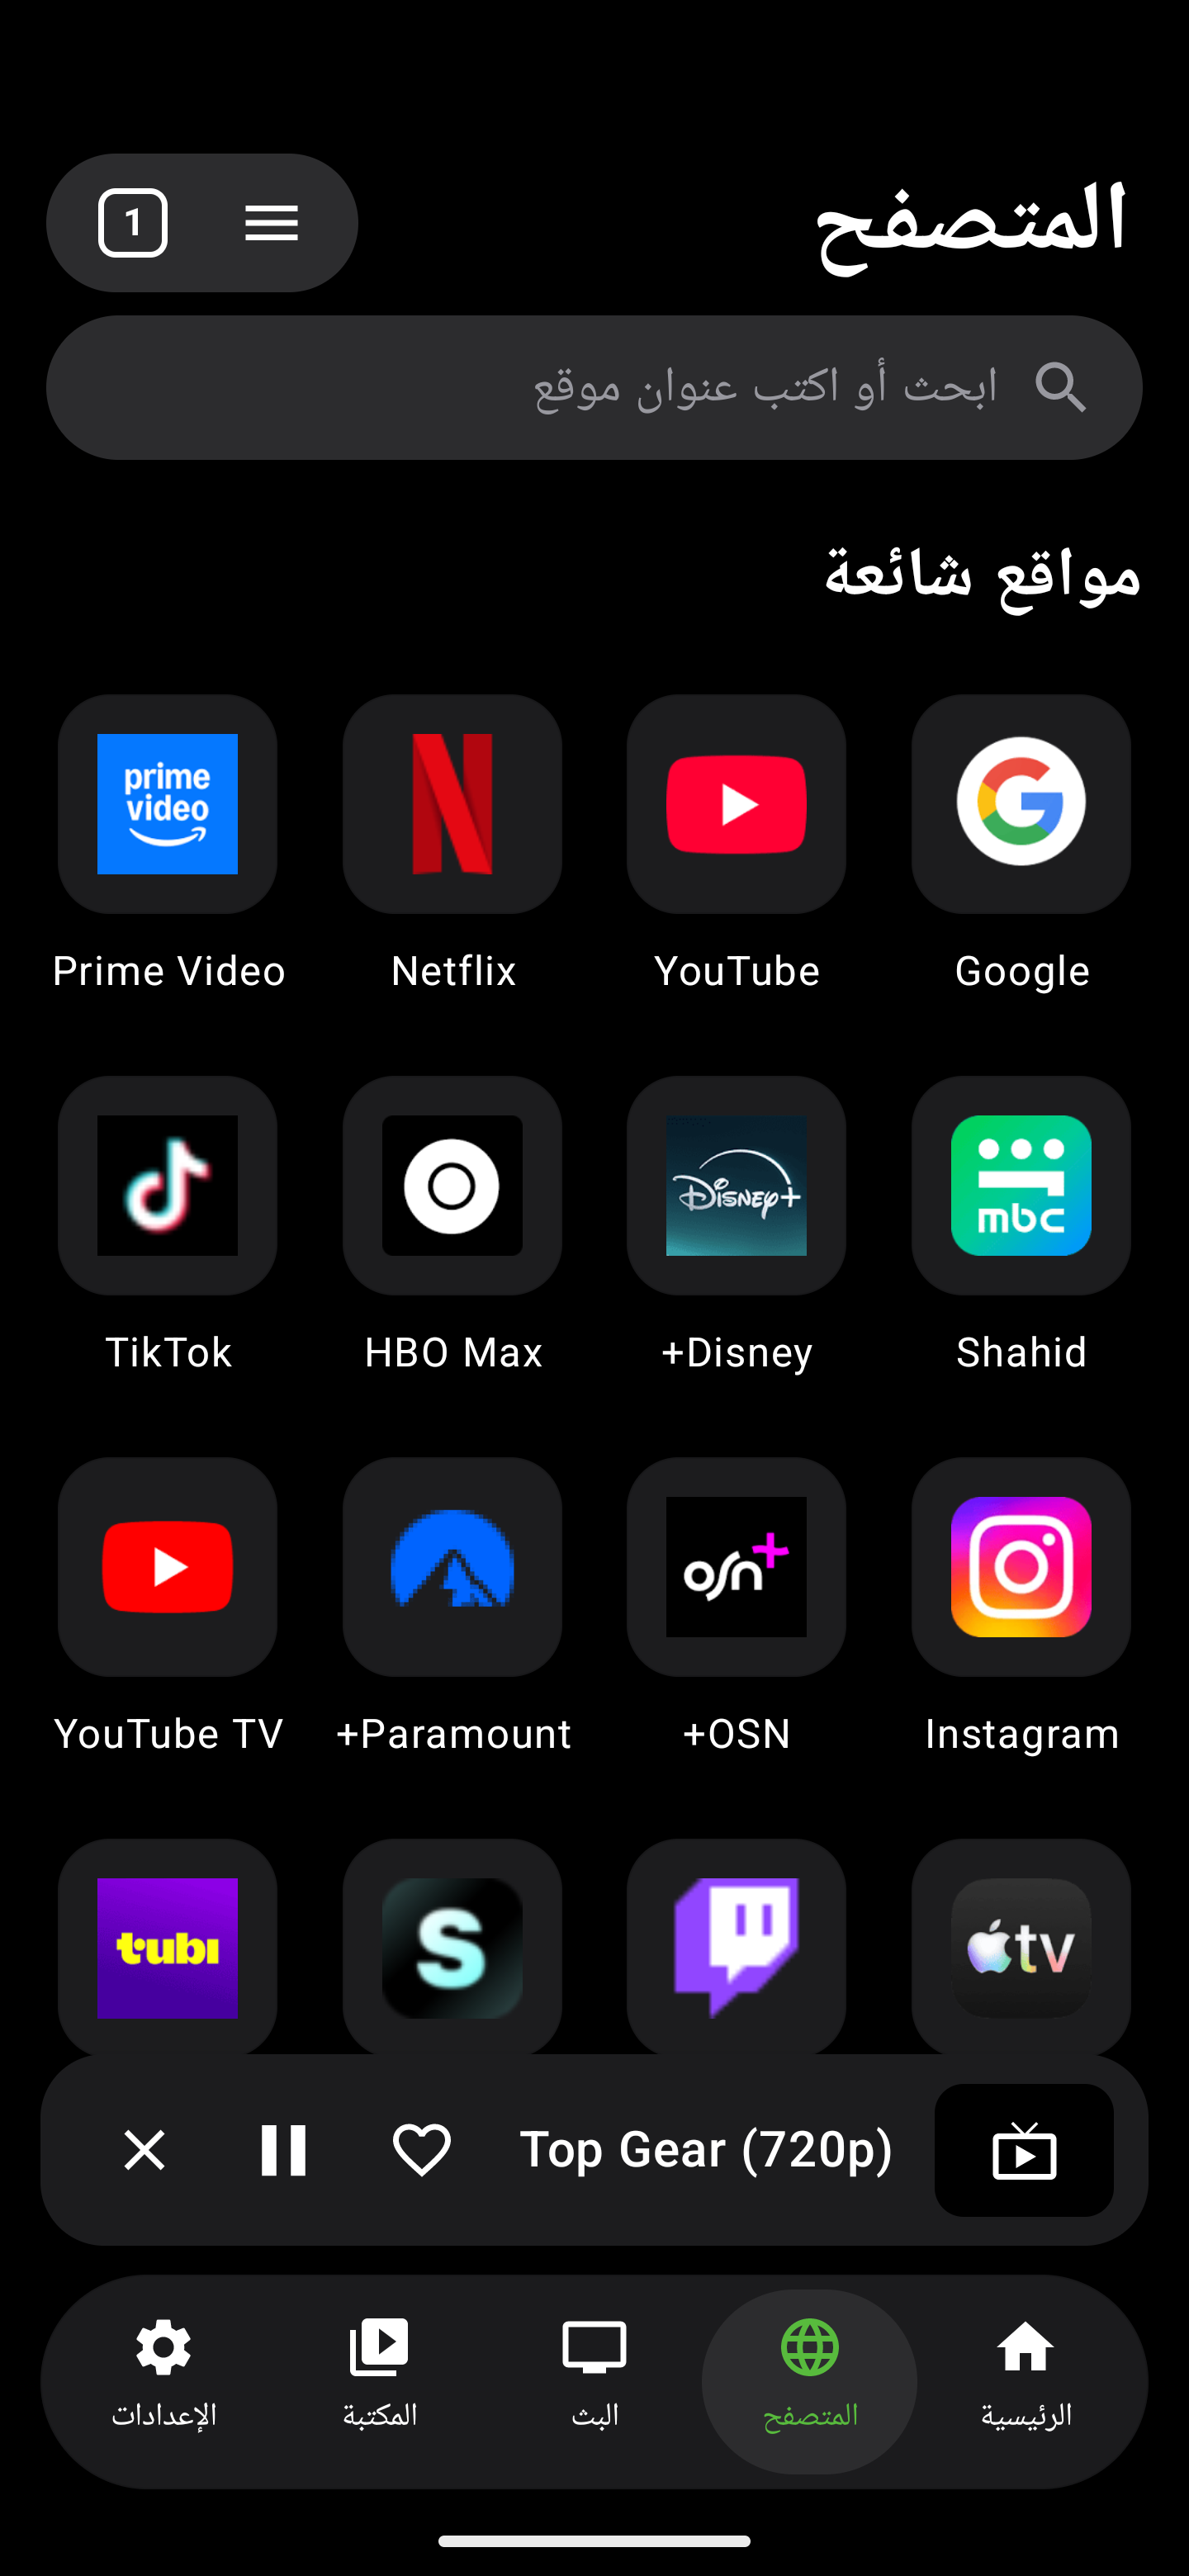 المتصفح
1
ابحث أو اكتب عنوان موقع
مواقع شائعة
prime
video
Prime Video
Netflix
YouTube
Google
Disney+
mbc
TikTok
HBO Max
+Disney
Shahid
osn+
YouTube TV
+Paramount
+OSN
Instagram
tubi
S
tv
Top Gear (720p)
الرئيسية
المتصفح
البث
المكتبة
الإعدادات